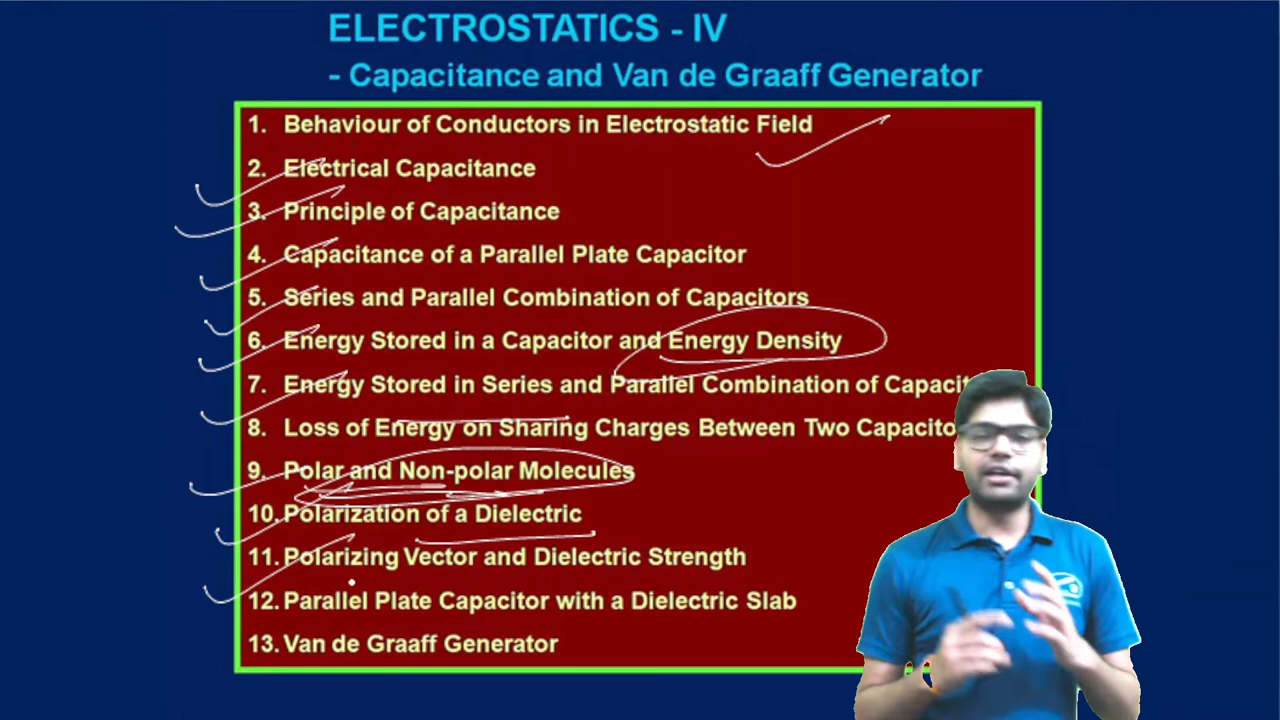 ELECTROSTATICS - IV
- Capacitance and Van de Graaff Generator
1. Behaviour of Conductors in Electrostatic Field
2. Electrical Capacitance
3. Principle of Capacitance
4. Capacitance of a Parallel Plate Capacitor
5. Series and Parallel Combination of Capacitors
6. Energy Stored in a Capacitor and Energy Density
7. Energy Stored in Series and Parallel Combination of Capacit
8. Loss of Energy on Sharing Charges Between Two Capacito
9. Polar and Non-polar Molecules
10. Polarization of a Dielectric
11. Polarizing Vector and Dielectric Strength
12. Parallel Plate Capacitor with a Dielectric Slab
13. Van de Graaff Generator